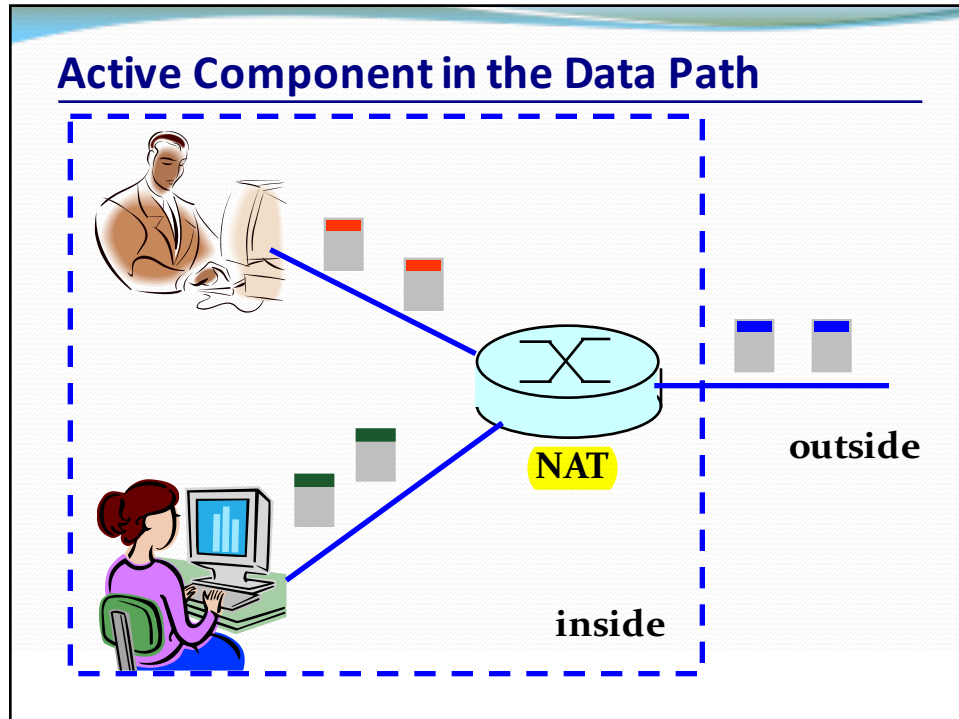 Active Component in the Data Path
outside
NAT
inside